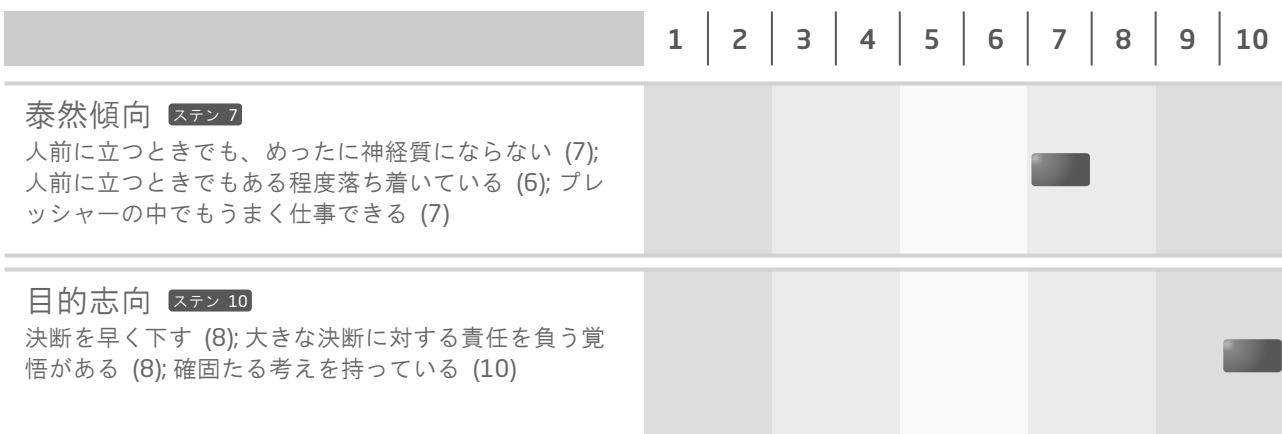 1 2 3 4 5 6 7 8 9 10
泰然傾向 ステン 7
人前に立つときでも、めったに神経質にならない (7);
人前に立つときでもある程度落ち着いている (6); プレ
ッシャーの中でもうまく仕事できる (7)
目的志向 ステン 10
決断を早く下す (8); 大きな決断に対する責任を負う覚
悟がある (8); 確固たる考えを持っている (10)